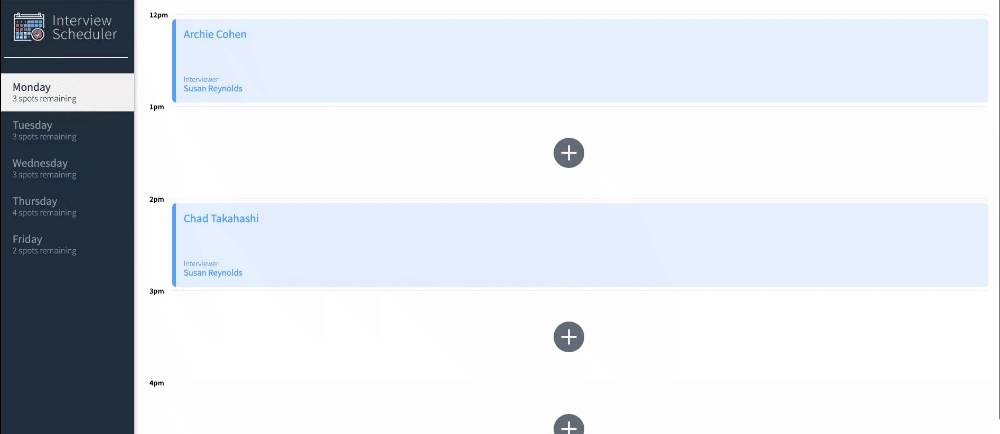 Interview
Scheduler
Monday
3 spots remaining
Tuesday
3 spots remaining
Wednesday
3 spots remaining
Thursday
4 spots remaining
Friday
2 spots remaining
12pm
Archie Cohen
Interviewer
Susan Reynolds
1pm
2pm
Chad Takahashi
Interviewer
Susan Reynolds
3pm
4pm